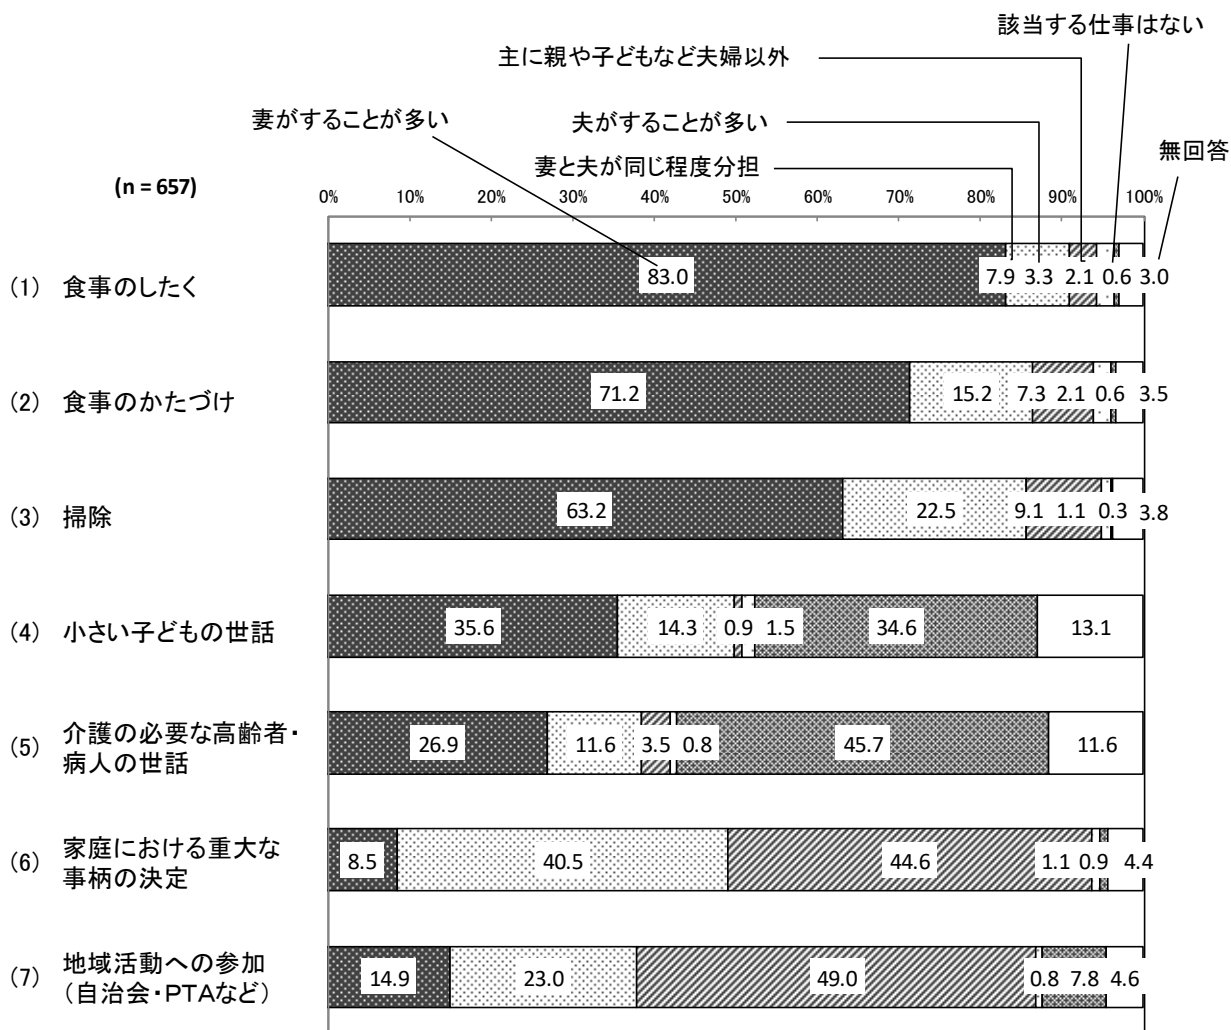 該当する仕事はない
主に親や子どもなど夫婦以外
妻がすることが多い
夫がすることが多い
無回答
妻と夫が同じ程度分担
(n = 657)
0% 10% 20% 30% 40% 50% 60% 70% 80% 90% 100%
(1) 食事のしたく
83.0 7.9 3.3 2.1 0.6 3.0
(2) 食事のかたづけ
71.2 15.2 7.3 2.1 0.6 3.5
(3) 掃除
63.2 22.5 9.1 1.1 0.3 3.8
(4) 小さい子どもの世話
35.6 14.3 0.9 1.5 34.6 13.1
(5) 介護の必要な高齢者・
病人の世話
26.9 11.6 3.5 0.8 45.7 11.6
(6) 家庭における重大な
事柄の決定
8.5 40.5 44.6 1.1 0.9 4.4
(7) 地域活動への参加
(自治会・PTAなど)
14.9 23.0 49.0 0.8 7.8 4.6